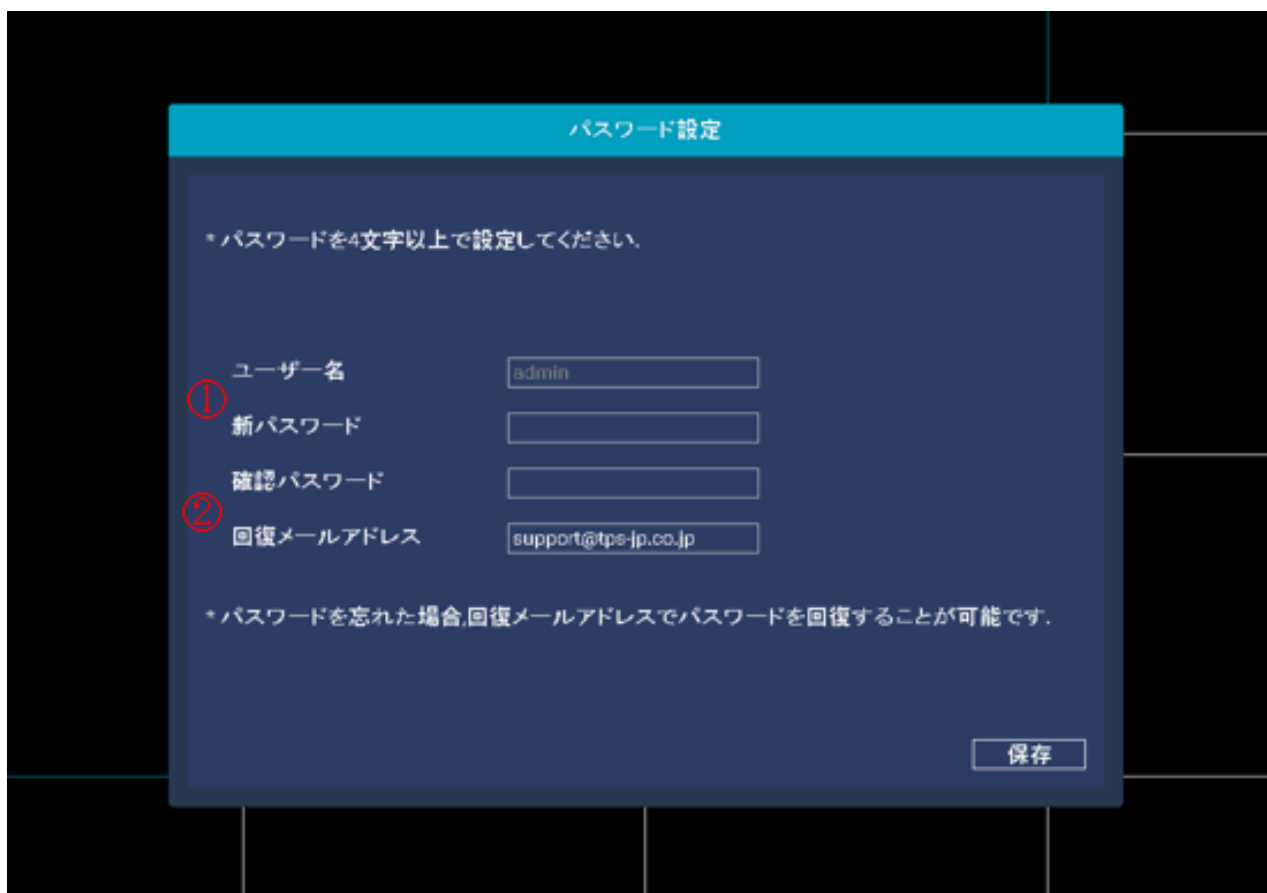 パスワード設定
* パスワードを4文字以上で設定してください.
ユーザー名 admin
①
新パスワード
確認パスワード
②
回復メールアドレス support@tps-jp.co.jp
* パスワードを忘れた場合,回復メールアドレスでパスワードを回復することが可能です.
保存